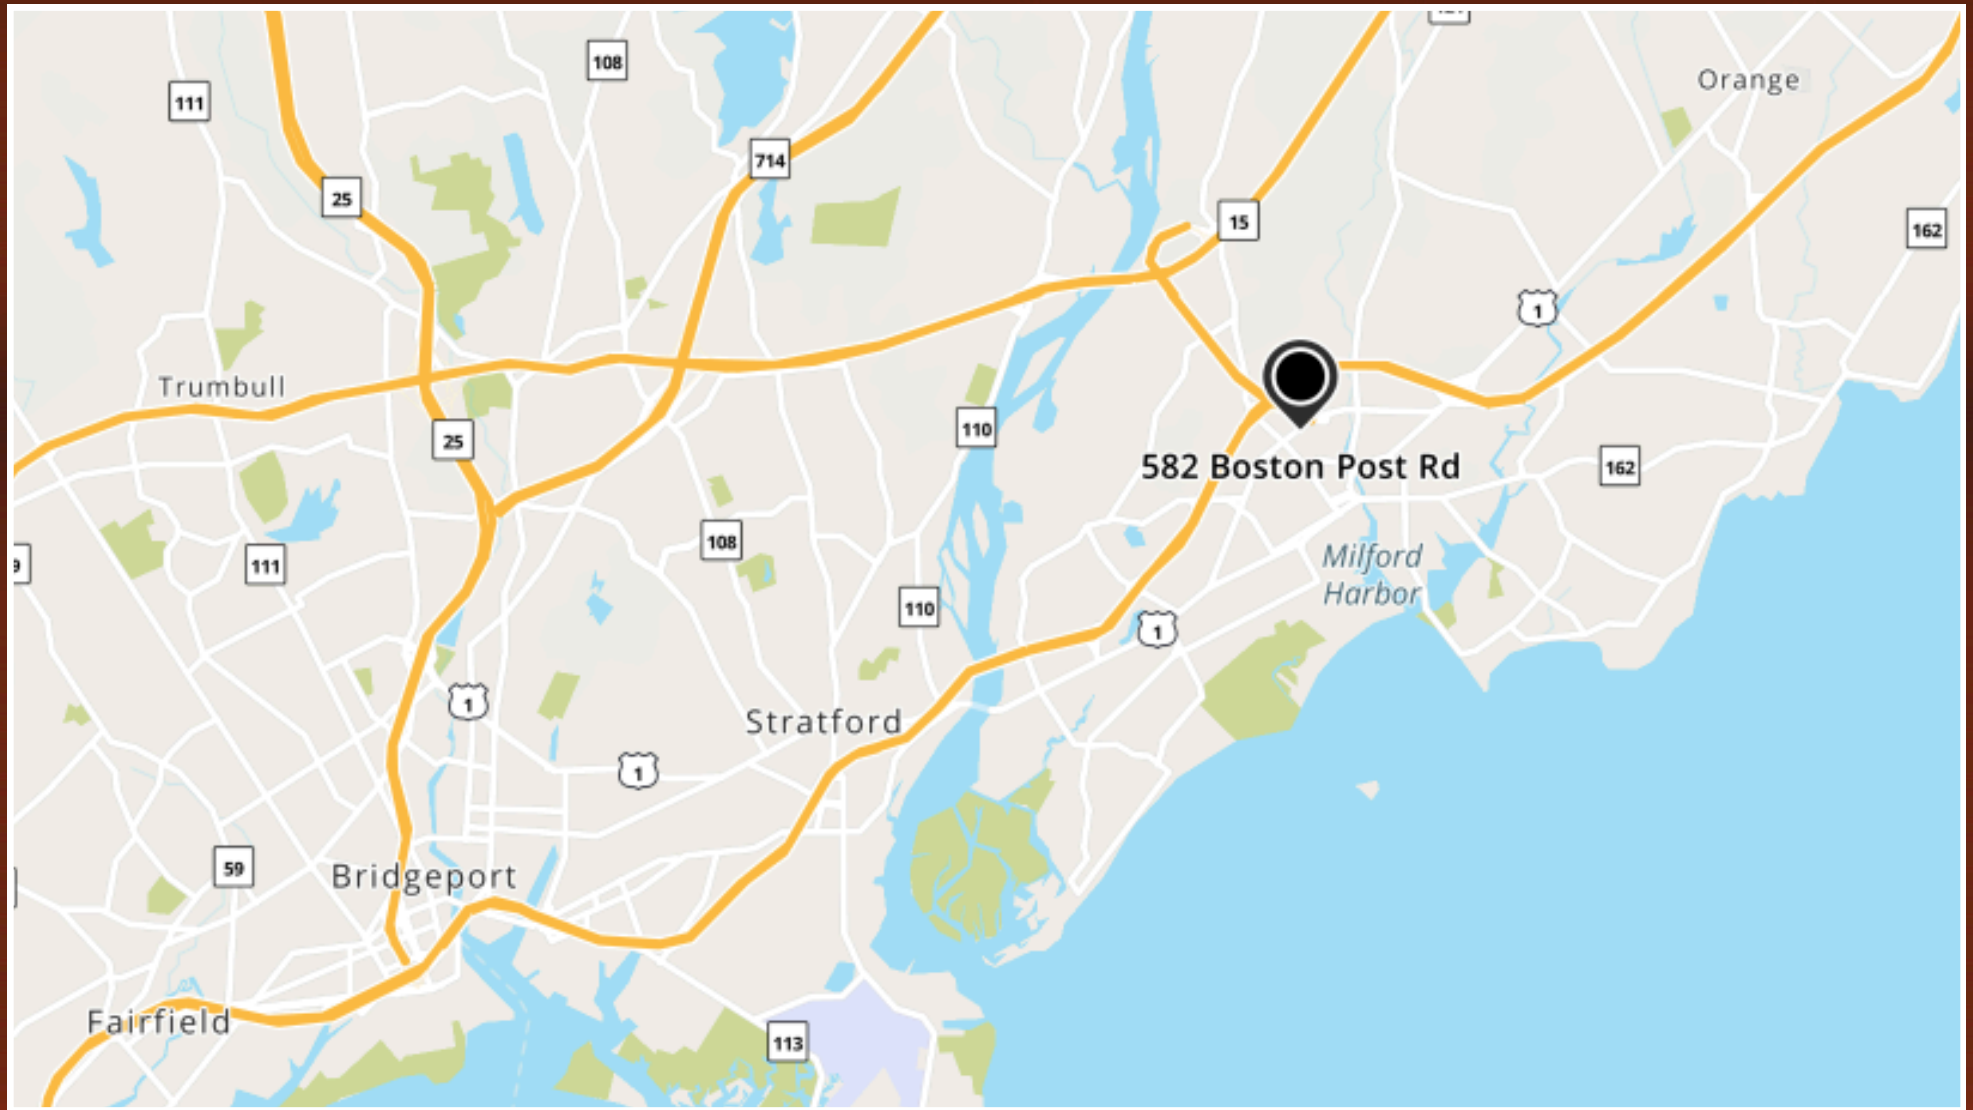 108
111
Orange
714
25
15
162
1
Trumbull
110
25
582 Boston Post Rd
162
108
Milford
Harbor
111
110
1
1
Stratford
1
59
Bridgeport
Fairfield
113